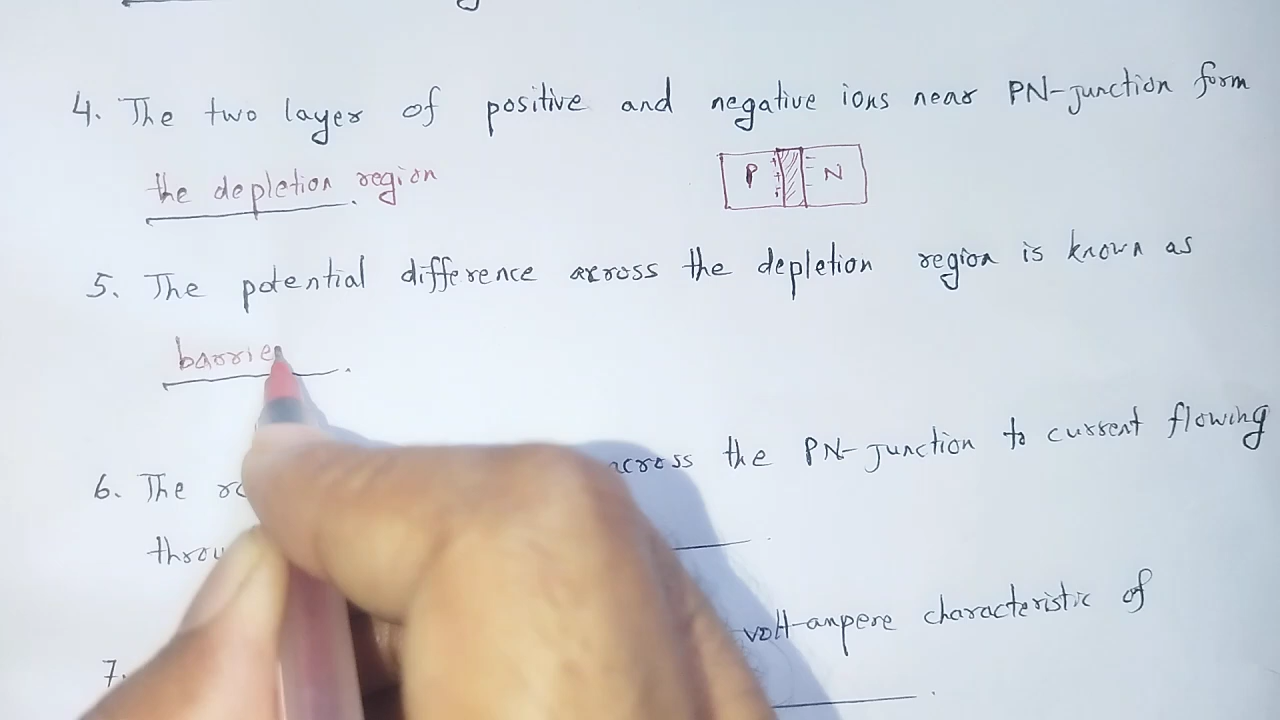 4. The two layer of positive and negative ions near PN-junction form
the depletion region
P N
5. The potential difference across the depletion region is known as
barrie
6. The across the PN-junction to current flowing
7. volt-ampere characteristic of